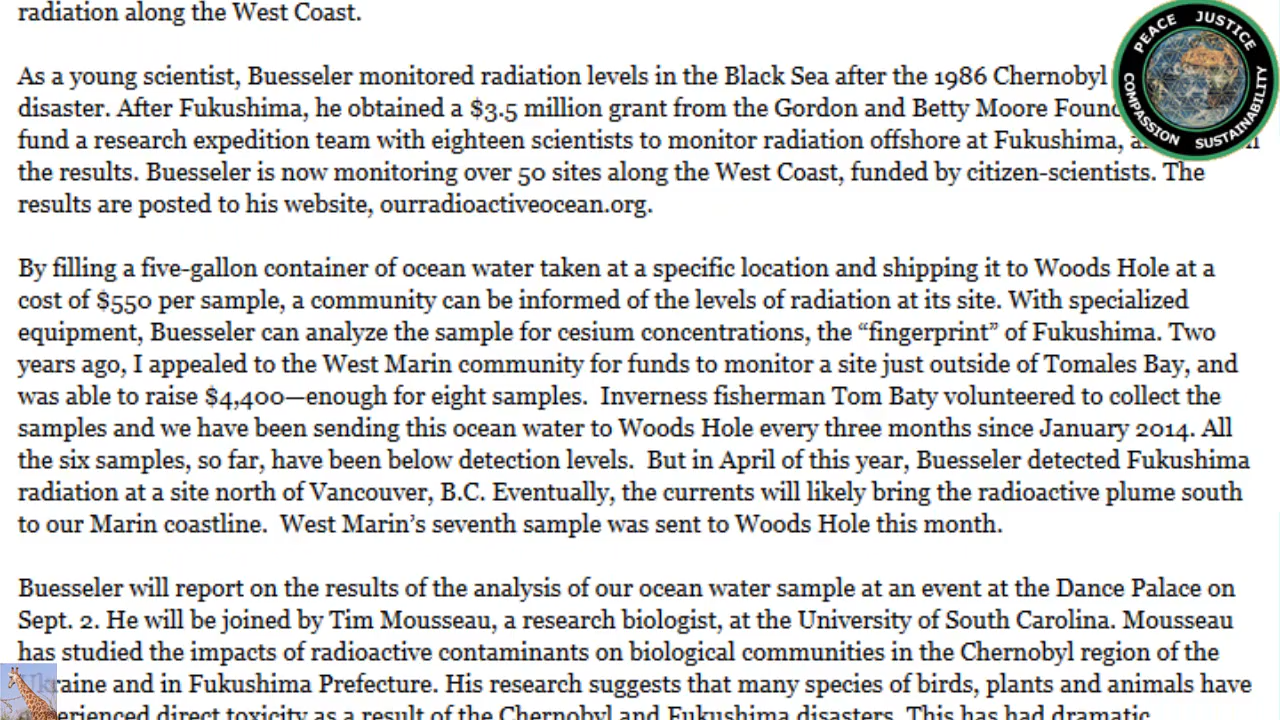 radiation along the West Coast.
As a young scientist, Buesseler monitored radiation levels in the Black Sea after the 1986 Chernobyl
disaster. After Fukushima, he obtained a $3.5 million grant from the Gordon and Betty Moore
fund a research expedition team with eighteen scientists to monitor radiation offshore at Fukushima,
the results. Buesseler is now monitoring over 50 sites along the West Coast, funded by citizen-scientists. The
results are posted to his website, ourradioactiveocean.org.
By filling a five-gallon container of ocean water taken at a specific location and shipping it to Woods Hole at a
cost of $550 per sample, a community can be informed of the levels of radiation at its site. With specialized
equipment, Buesseler can analyze the sample for cesium concentrations, the “fingerprint” of Fukushima. Two
years ago, I appealed to the West Marin community for funds to monitor a site just outside of Tomales Bay, and
was able to raise $4,400—enough for eight samples.  Inverness fisherman Tom Baty volunteered to collect the
samples and we have been sending this ocean water to Woods Hole every three months since January 2014. All
the six samples, so far, have been below detection levels.  But in April of this year, Buesseler detected Fukushima
radiation at a site north of Vancouver, B.C. Eventually, the currents will likely bring the radioactive plume south
to our Marin coastline.  West Marin’s seventh sample was sent to Woods Hole this month.
Buesseler will report on the results of the analysis of our ocean water sample at an event at the Dance Palace on
Sept. 2. He will be joined by Tim Mousseau, a research biologist, at the University of South Carolina. Mousseau
has studied the impacts of radioactive contaminants on biological communities in the Chernobyl region of the
Ukraine and in Fukushima Prefecture. His research suggests that many species of birds, plants and animals have
direct toxicity as a result of the Chernobyl and Fukushima disasters. This has had dramatic
PEACE JUSTICE
COMPASSION SUSTAINABILITY